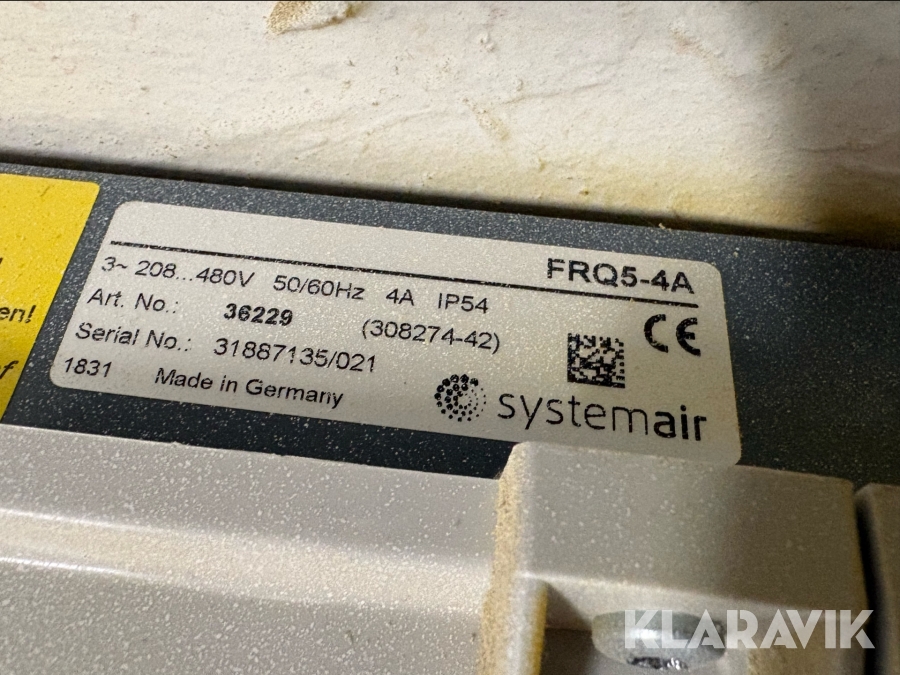 FRQ5-4A
3~ 208...480V 50/60Hz 4A IP54
Art. No.: 36229 (308274-42) CE
Serial No.: 31887135/021
1831 Made in Germany
systemair
en!
KLARAVIK